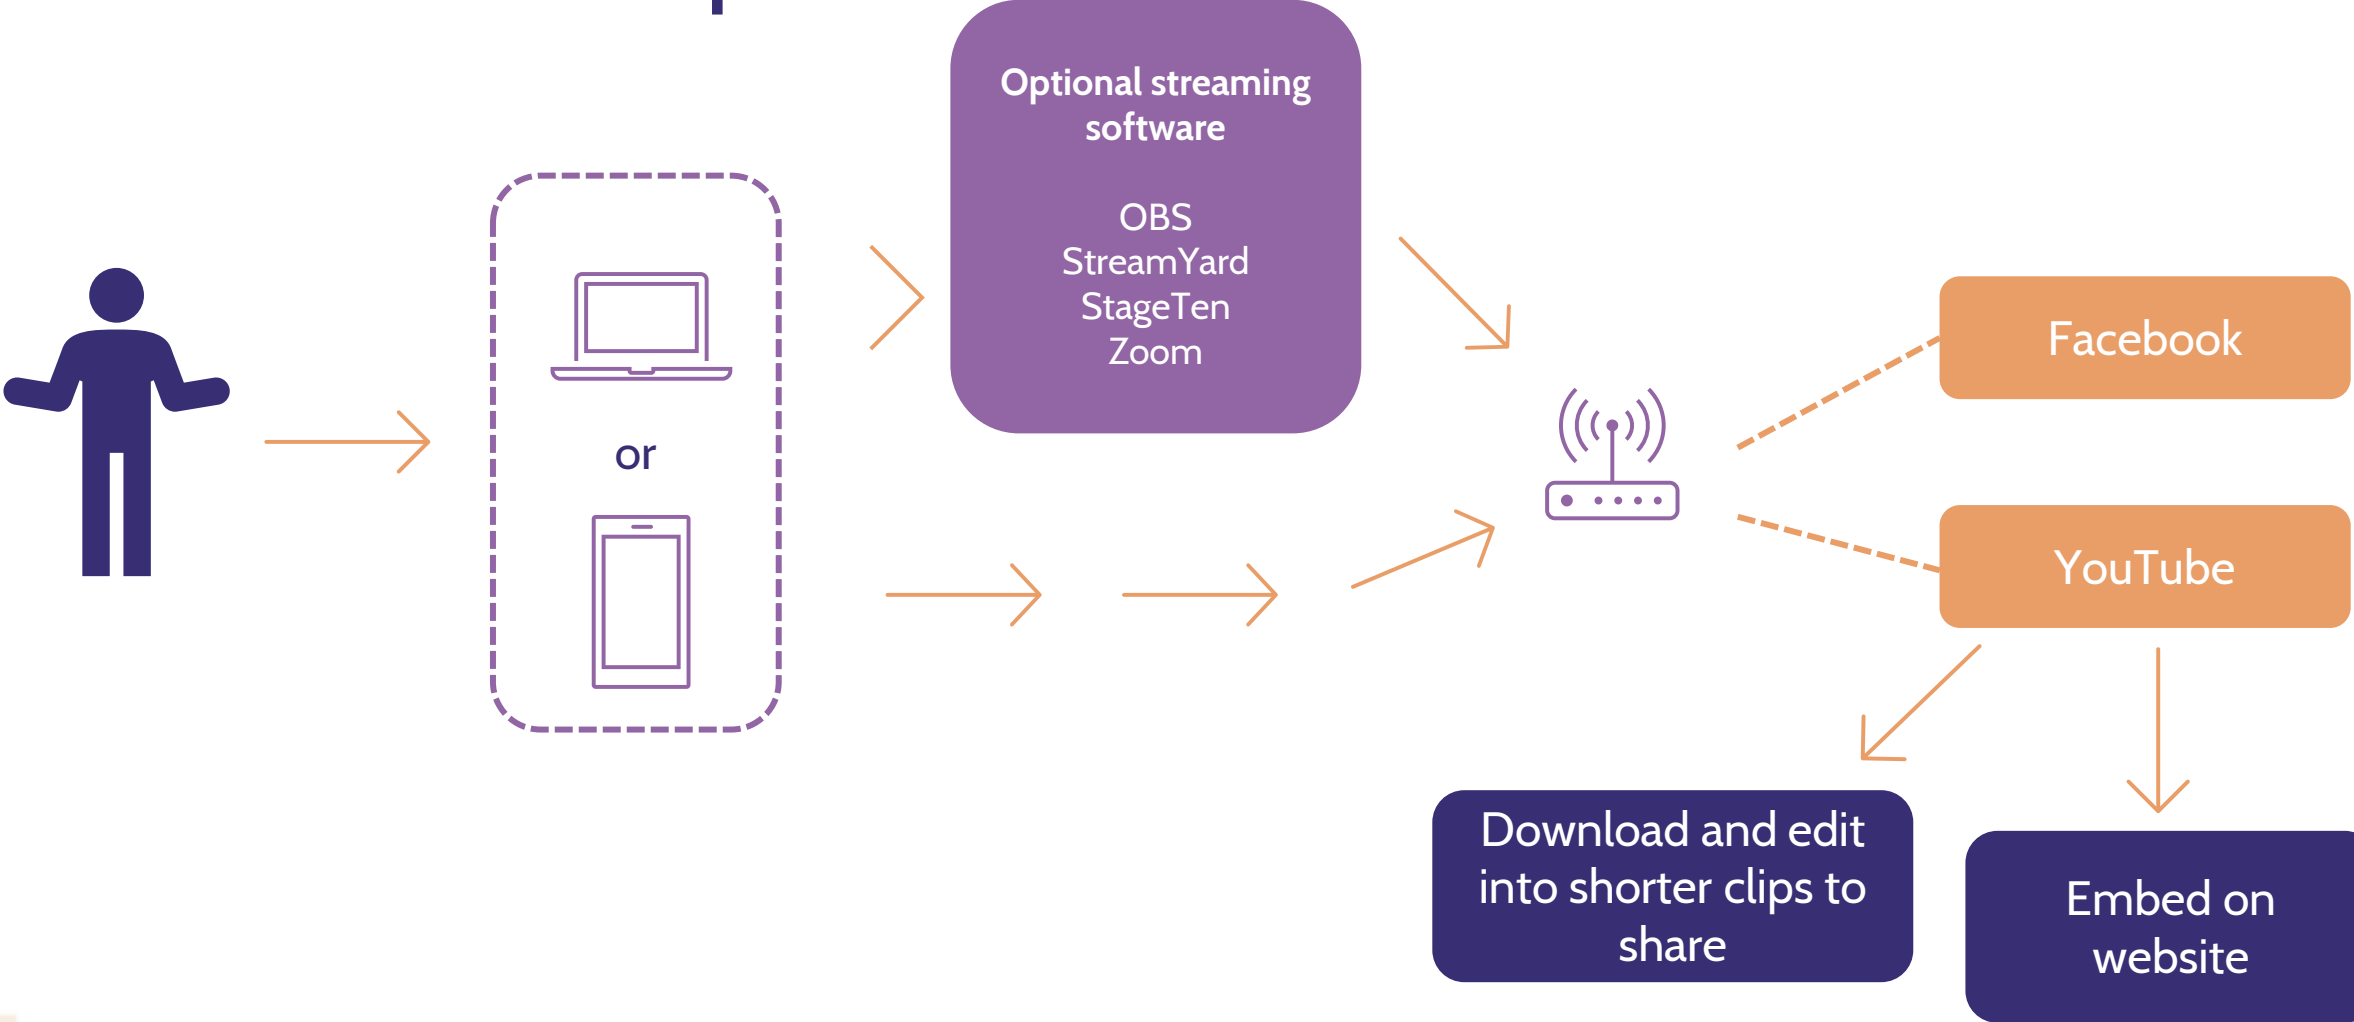 Optional streaming
software
OBS
StreamYard
StageTen
Zoom
or
Facebook
YouTube
Download and edit
into shorter clips to
share
Embed on
website